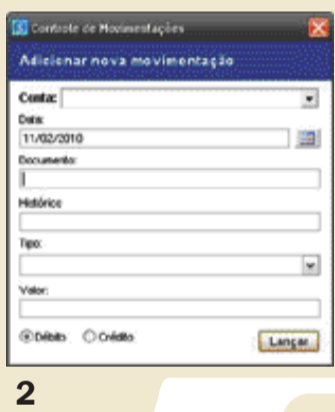 Controle de Movimentações
Adicionar nova movimentação
Conta:
Data:
11/02/2010
Documento:
Histórico
Tipo:
Valor:
Débito Crédito Lançar
2